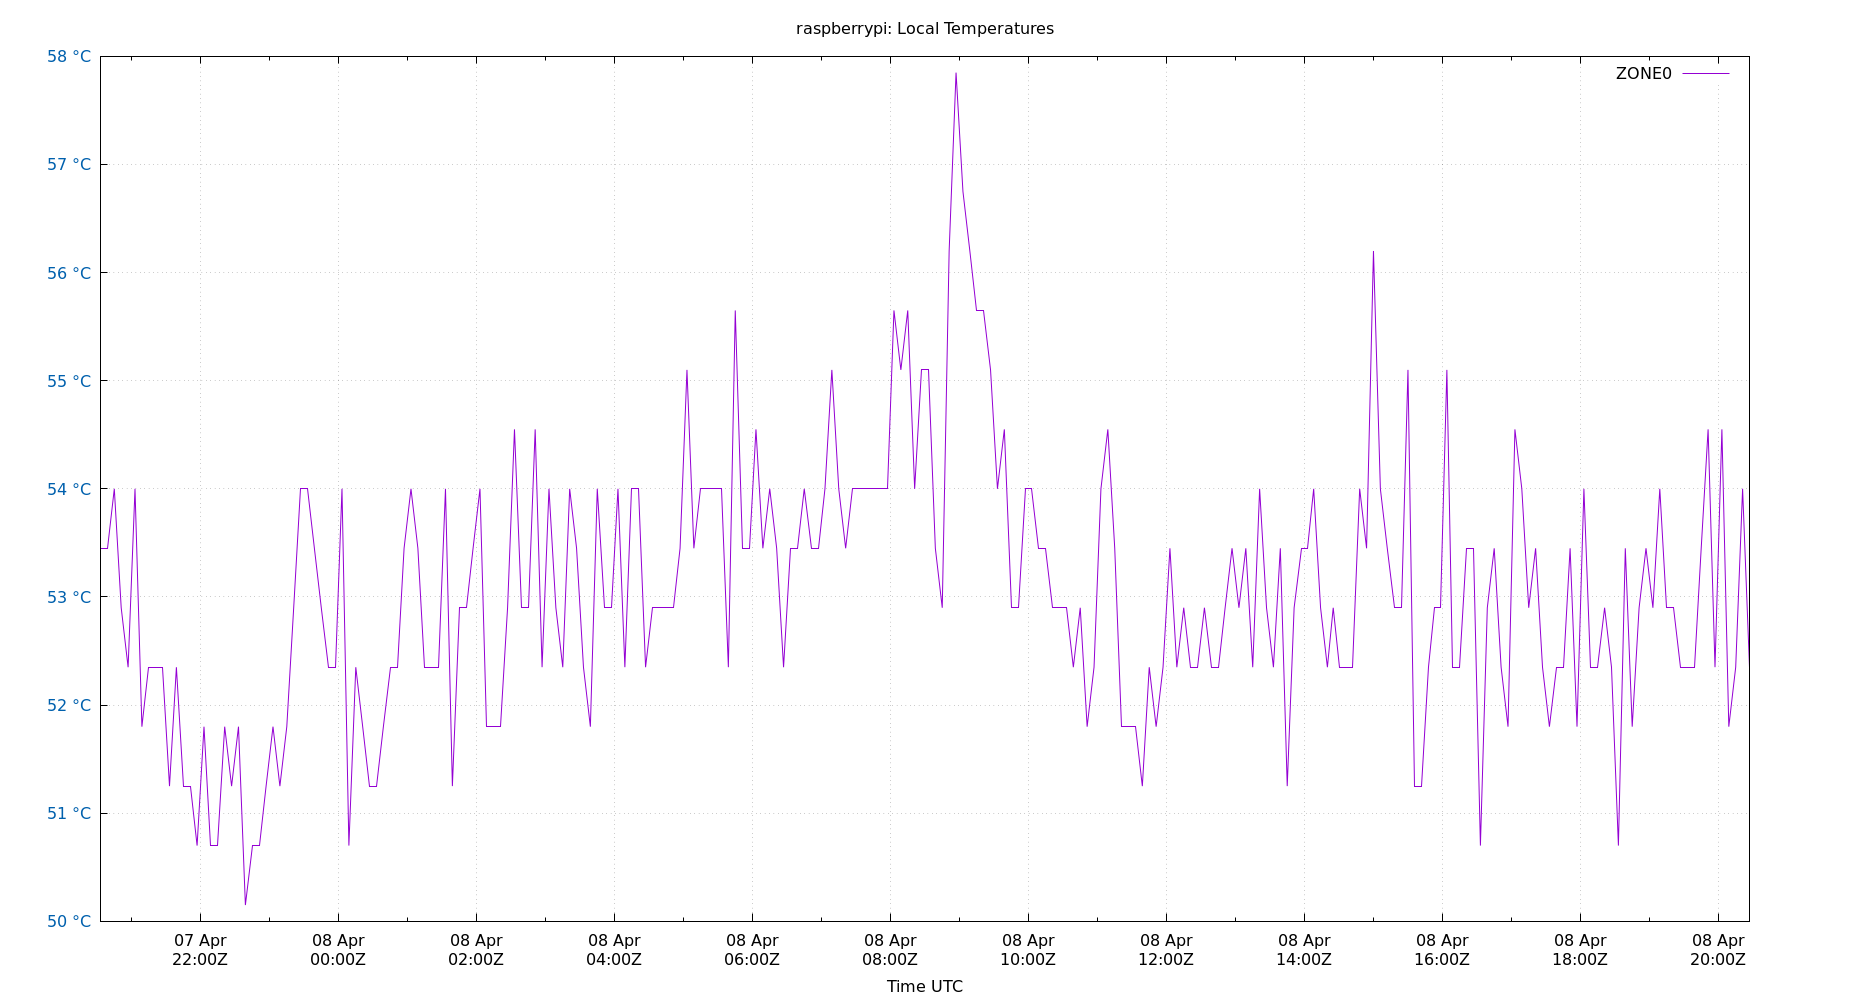 raspberrypi: Local Temperatures
ZONE0
58 °C
57 °C
56 °C
55 °C
54 °C
53 °C
52 °C
51 °C
50 °C
07 Apr 08 Apr 08 Apr 08 Apr 08 Apr 08 Apr 08 Apr 08 Apr 08 Apr 08 Apr 08 Apr 08 Apr
22:00Z 00:00Z 02:00Z 04:00Z 06:00Z 08:00Z 10:00Z 12:00Z 14:00Z 16:00Z 18:00Z 20:00Z
Time UTC